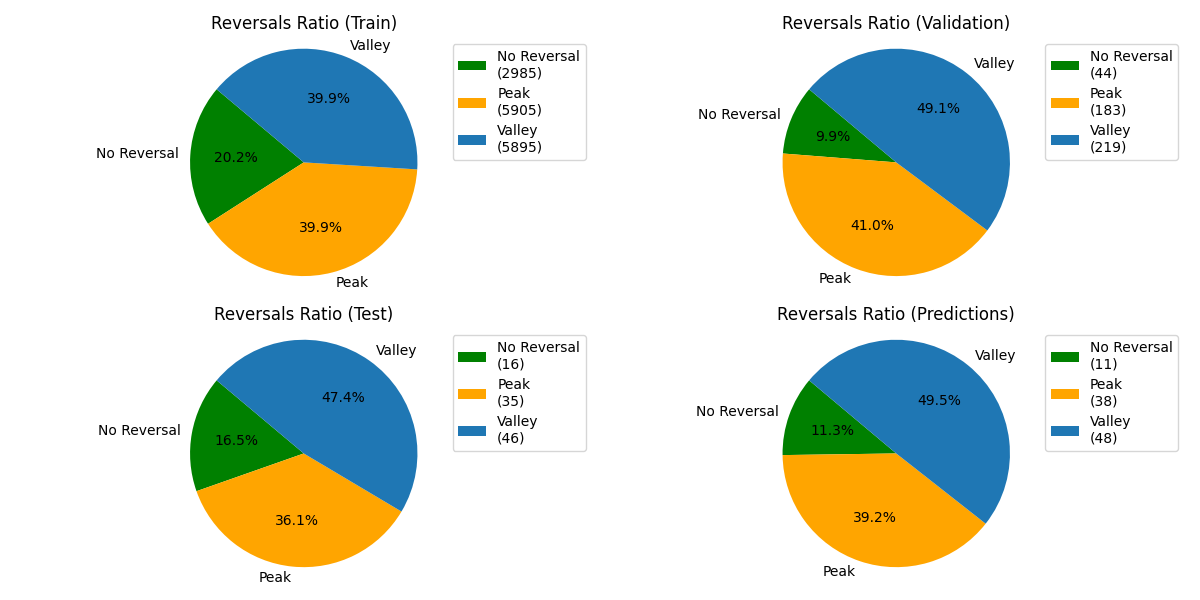 Reversals Ratio (Train)
Valley
39.9%
No Reversal
20.2%
39.9%
Peak
No Reversal
(2985)
Peak
(5905)
Valley
(5895)
Reversals Ratio (Validation)
Valley
49.1%
No Reversal
9.9%
41.0%
Peak
No Reversal
(44)
Peak
(183)
Valley
(219)
Reversals Ratio (Test)
Valley
47.4%
No Reversal
16.5%
36.1%
Peak
No Reversal
(16)
Peak
(35)
Valley
(46)
Reversals Ratio (Predictions)
Valley
49.5%
No Reversal
11.3%
39.2%
Peak
No Reversal
(11)
Peak
(38)
Valley
(48)